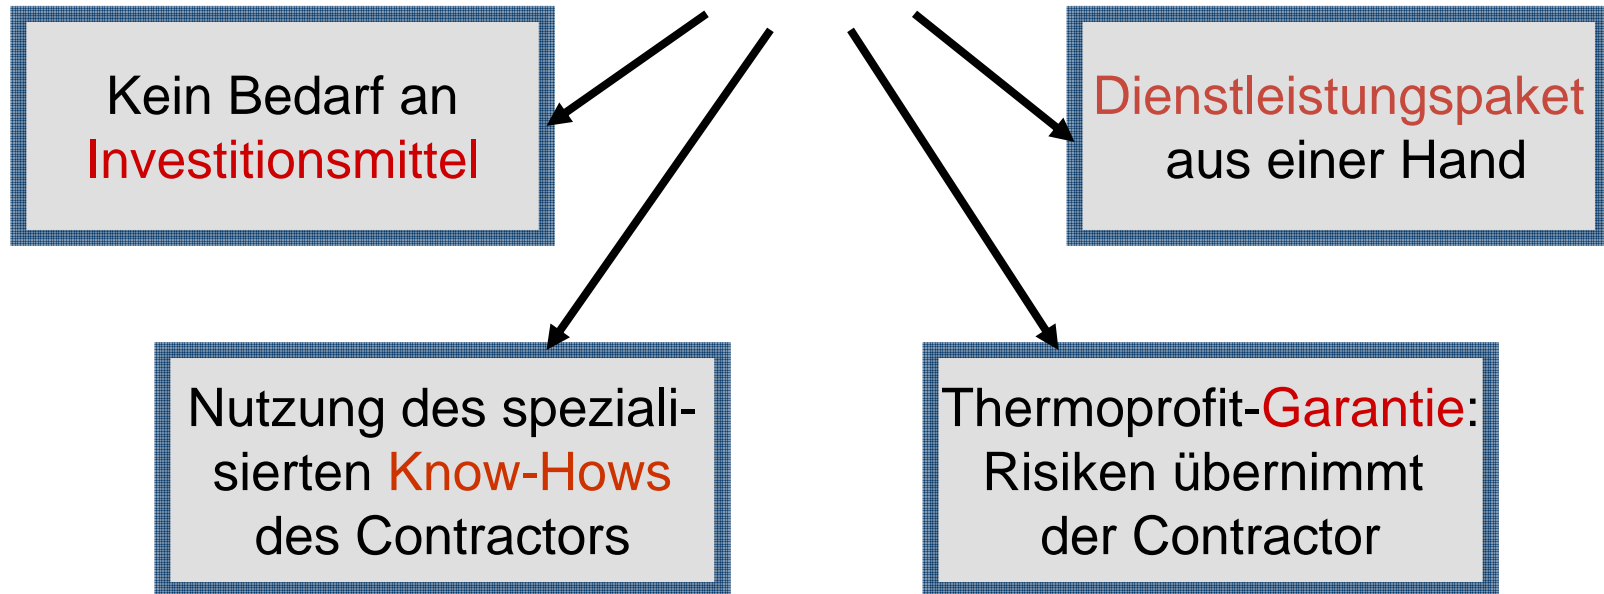 Kein Bedarf an
Investitionsmittel
Dienstleistungspaket
aus einer Hand
Nutzung des speziali-
sierten Know-Hows
des Contractors
Thermoprofit-Garantie:
Risiken übernimmt
der Contractor